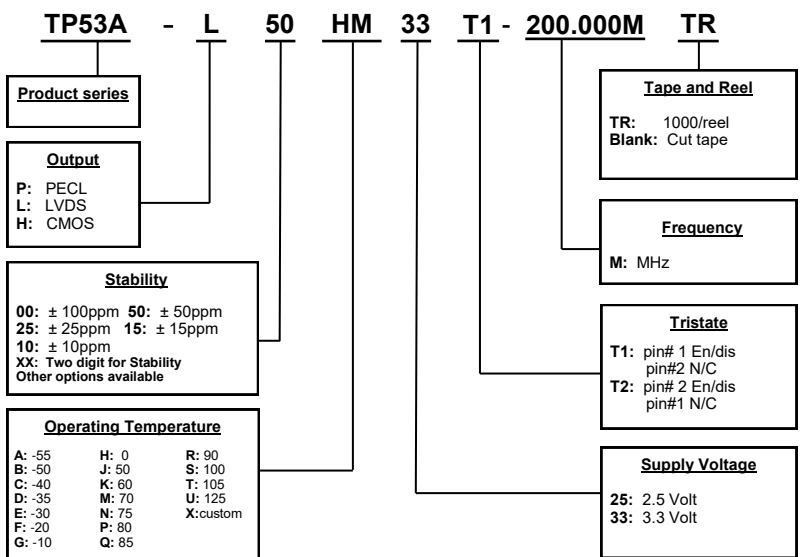 TP53A - L 50 HM 33 T1 - 200.000M TR
Product series
Output
P: PECL
L: LVDS
H: CMOS
Stability
00: ± 100ppm 50: ± 50ppm
25: ± 25ppm 15: ± 15ppm
10: ± 10ppm
XX: Two digit for Stability
Other options available
Operating Temperature
A: -55 H: 0 R: 90
B: -50 J: 50 S: 100
C: -40 K: 60 T: 105
D: -35 M: 70 U: 125
E: -30 N: 75 X:custom
F: -20 P: 80
G: -10 Q: 85
Tape and Reel
TR: 1000/reel
Blank: Cut tape
Frequency
M: MHz
Tristate
T1: pin# 1 En/dis
pin#2 N/C
T2: pin# 2 En/dis
pin#1 N/C
Supply Voltage
25: 2.5 Volt
33: 3.3 Volt